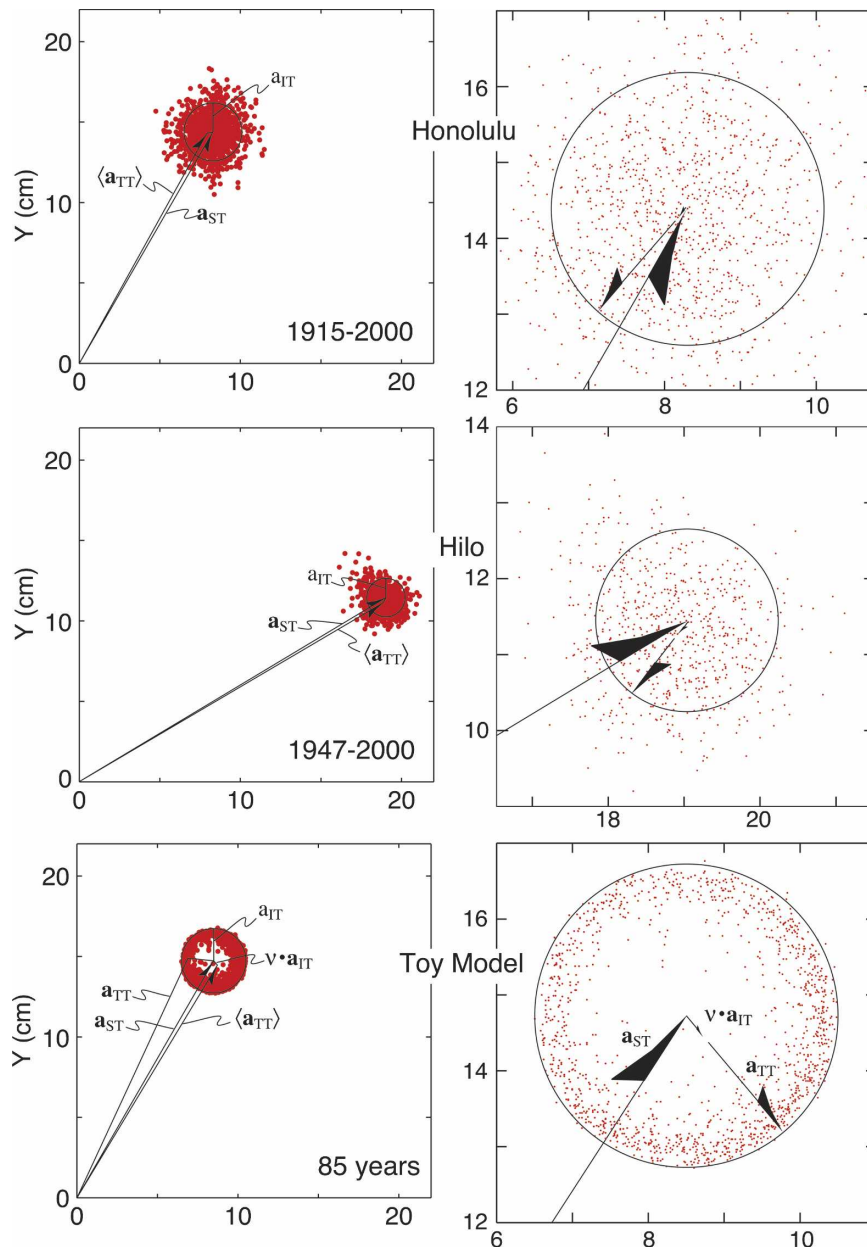 20
a_IT
Y (cm)
10
⟨a_TT⟩
a_ST
1915-2000
0
0 10 20
16
14
12
6 8 10
Honolulu
20
Y (cm)
10
a_IT
a_ST
⟨a_TT⟩
1947-2000
0
0 10 20
14
12
10
18 20
Hilo
20
a_IT
ν•a_IT
Y (cm)
10
a_TT
a_ST
⟨a_TT⟩
85 years
0
0 10 20
Toy Model
16
a_ST
ν•a_IT
a_TT
14
12
6 8 10